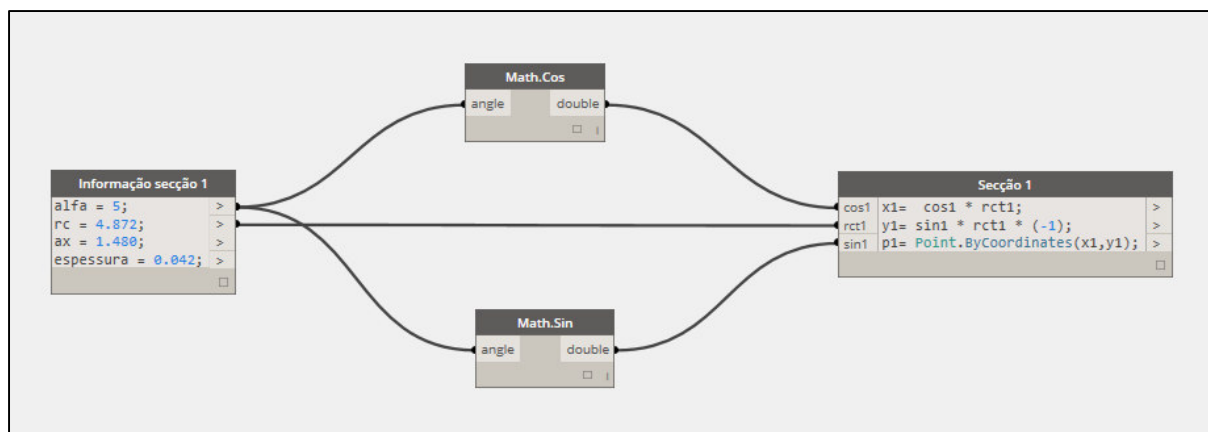 Math.Cos
angle double
Informação secção 1
alfa = 5; >
rc = 4.872; >
ax = 1.480; >
espessura = 0.042; >
Secção 1
cos1 x1= cos1 * rct1; >
rct1 y1= sin1 * rct1 * (-1); >
sin1 p1= Point.ByCoordinates(x1,y1); >
Math.Sin
angle double